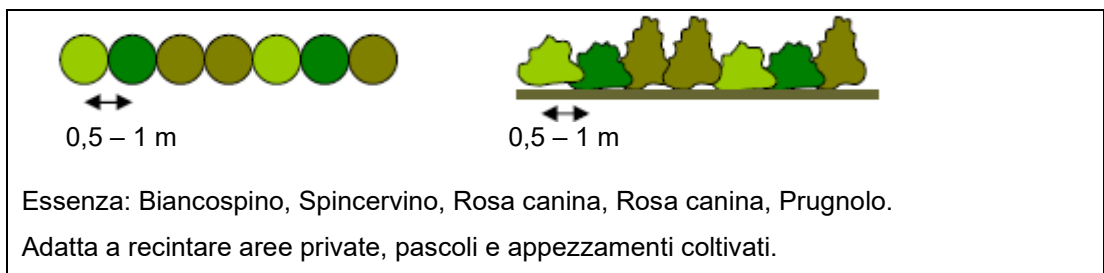 0,5 – 1 m
0,5 – 1 m
Essenza: Biancospino, Spincervino, Rosa canina, Rosa canina, Prugnolo.
Adatta a recintare aree private, pascoli e appezzamenti coltivati.